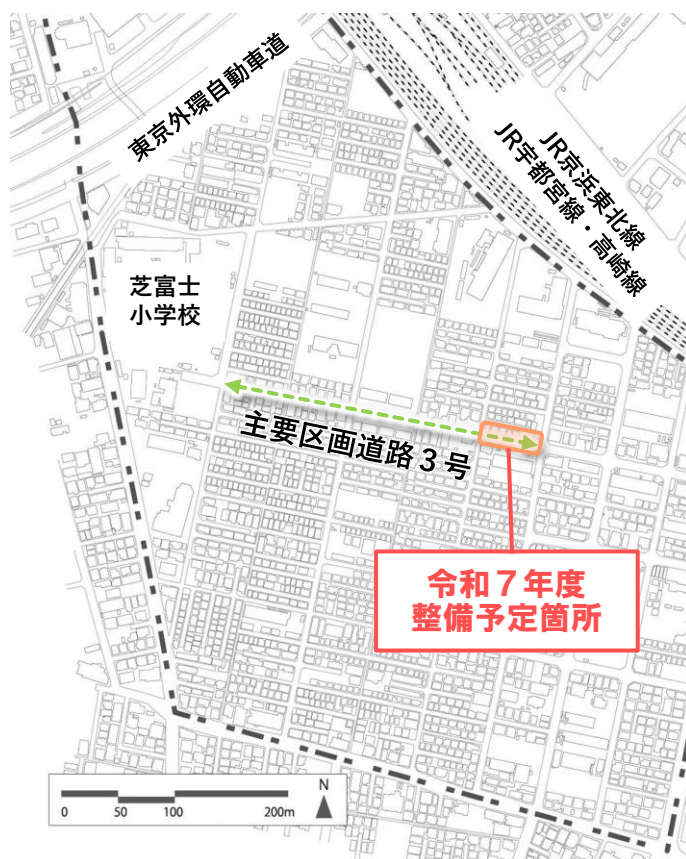 東京外環自動車道
JR京浜東北線
JR宇都宮線・高崎線
芝富士
小学校
主要区画道路３号
令和７年度
整備予定箇所
N
0 50 100 200m